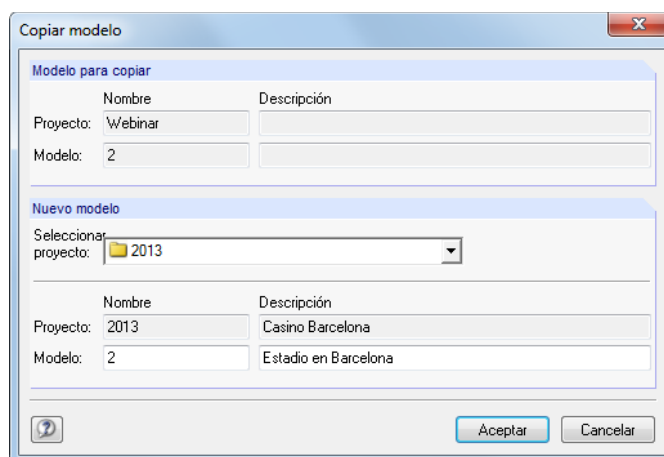 Copiar modelo
Modelo para copiar
Nombre Descripción
Proyecto: Webinar
Modelo: 2
Nuevo modelo
Seleccionar
proyecto: 2013
Nombre Descripción
Proyecto: 2013 Casino Barcelona
Modelo: 2 Estadio en Barcelona
Aceptar Cancelar